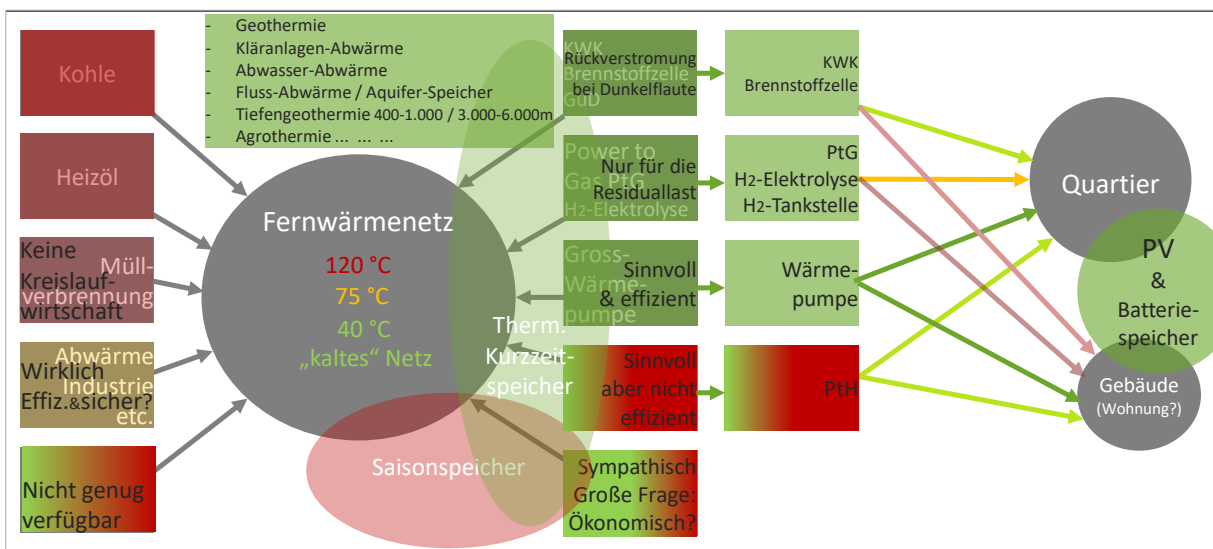 - Geothermie
- Kläranlagen-Abwärme
- Abwasser-Abwärme
- Fluss-Abwärme / Aquifer-Speicher
- Tiefengeothermie 400-1.000 / 3.000-6.000m
- Agrothermie ... ... ...
Kohle
Heizöl
Müll-
verbrennung
Keine
Kreislauf-
wirtschaft
Abwärme
Industrie
etc.
Wirklich
Effiz.&sicher?
Nicht genug
verfügbar
Fernwärmenetz
120 °C
75 °C
40 °C
„kaltes“ Netz
Therm.
Kurzzeit-
speicher
Saisonspeicher
KWK
Brennstoffzelle
GuD
Rückverstromung
bei Dunkelflaute
Power to
Gas PtG
H2-Elektrolyse
Nur für die
Residuallast
Gross-
Wärme-
pumpe
Sinnvoll
& effizient
Sinnvoll
aber nicht
effizient
Sympathisch
Große Frage:
Ökonomisch?
KWK
Brennstoffzelle
PtG
H2-Elektrolyse
H2-Tankstelle
Wärme-
pumpe
PtH
Quartier
PV
&
Batterie-
speicher
Gebäude
(Wohnung?)